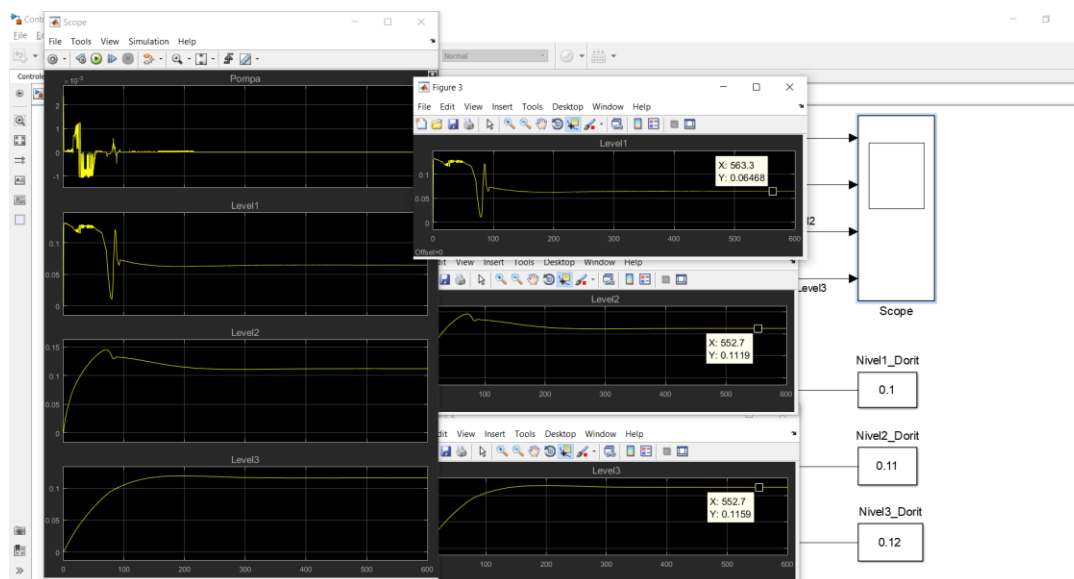 Contr
File
Controle
Scope
File Tools View Simulation Help
Pompa
× 10⁻³
2
1
0
-1
Level1
0.1
0.05
0
Level2
0.15
0.1
0.05
0
Level3
0.1
0.05
0
0 100 200 300 400 500 600
Normal
Figure 3
File Edit View Insert Tools Desktop Window Help
Level1
0.1
0.05
0
X: 563.3
Y: 0.06468
0 100 200 300 400 500 600
Offset=0
dit View Insert Tools Desktop Window Help
Level2
X: 552.7
Y: 0.1119
100 200 300 400 500 600
dit View Insert Tools Desktop Window Help
Level3
X: 552.7
Y: 0.1159
100 200 300 400 500 600
Level3
Scope
Nivel1_Dorit
0.1
Nivel2_Dorit
0.11
Nivel3_Dorit
0.12